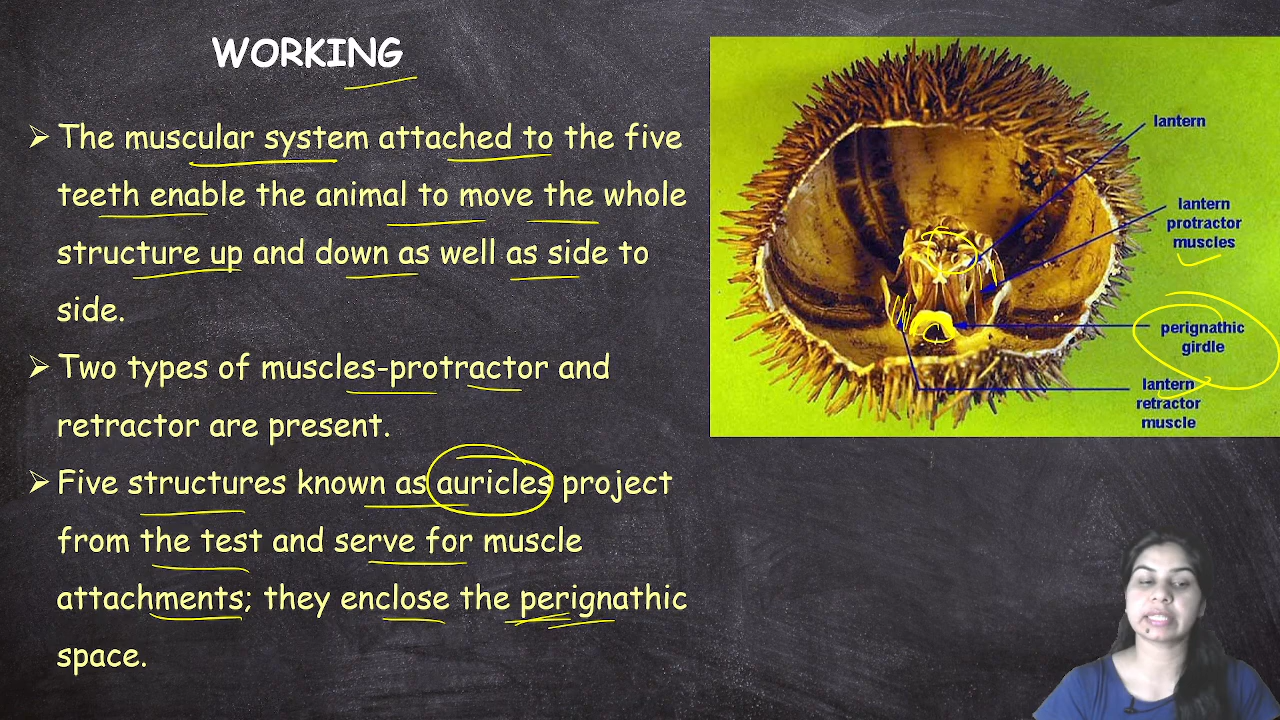 WORKING
➢ The muscular system attached to the five
teeth enable the animal to move the whole
structure up and down as well as side to
side.
➢ Two types of muscles-protractor and
retractor are present.
➢ Five structures known as auricles project
from the test and serve for muscle
attachments; they enclose the perignathic
space.
lantern
lantern
protractor
muscles
perignathic
girdle
lantern
retractor
muscle